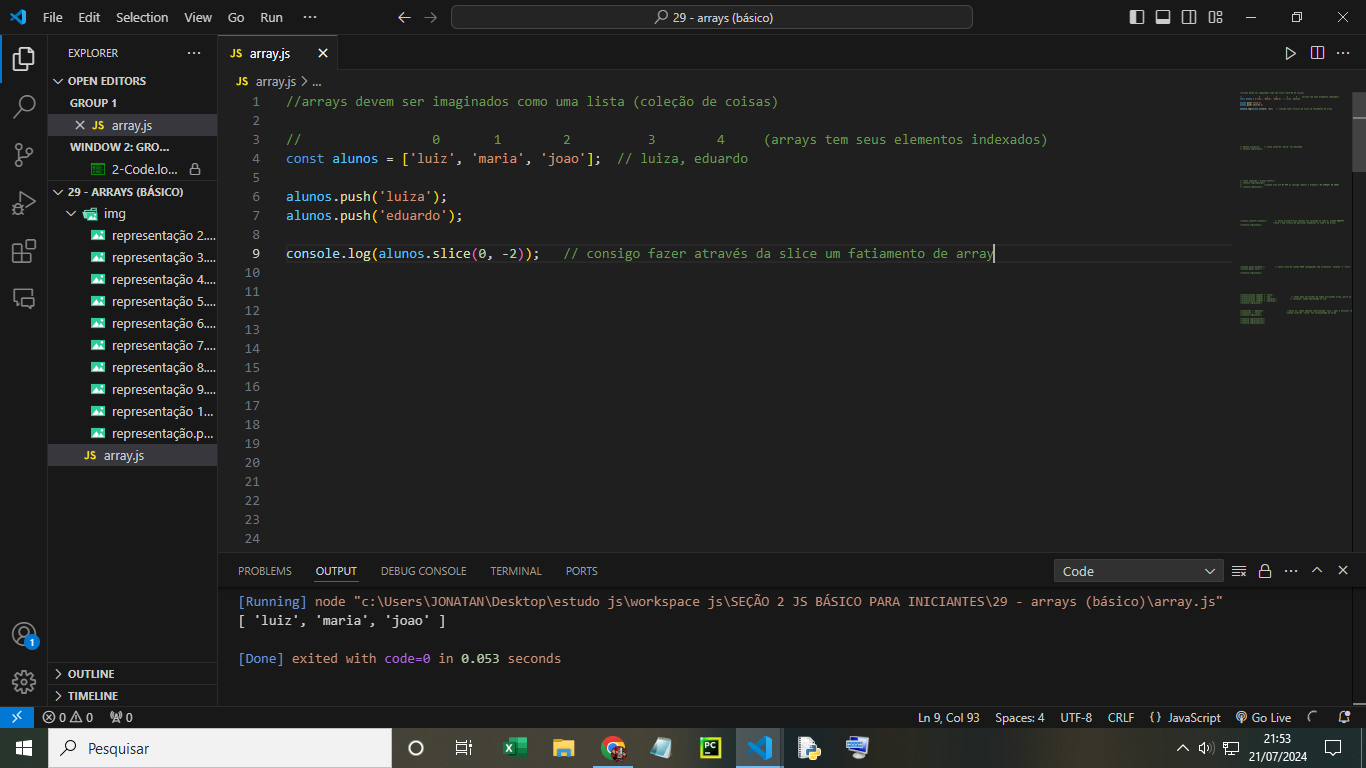 File Edit Selection View Go Run ··· 29 - arrays (básico)
EXPLORER ···
OPEN EDITORS
GROUP 1
JS array.js
WINDOW 2: GRO...
2-Code.lo...
29 - ARRAYS (BÁSICO)
img
representação 2....
representação 3....
representação 4....
representação 5....
representação 6....
representação 7....
representação 8....
representação 9....
representação 1...
representação.p...
JS array.js
OUTLINE
TIMELINE
1
JS array.js
JS array.js > ...
1 //arrays devem ser imaginados como uma lista (coleção de coisas)
2
3 // 0 1 2 3 4 (arrays tem seus elementos indexados)
4 const alunos = ['luiz', 'maria', 'joao']; // luiza, eduardo
5
6 alunos.push('luiza');
7 alunos.push('eduardo');
8
9 console.log(alunos.slice(0, -2)); // consigo fazer através da slice um fatiamento de array
10
11
12
13
14
15
16
17
18
19
20
21
22
23
24
PROBLEMS OUTPUT DEBUG CONSOLE TERMINAL PORTS Code
[Running] node "c:\Users\JONATAN\Desktop\estudo js\workspace js\SEÇÃO 2 JS BÁSICO PARA INICIANTES\29 - arrays (básico)\array.js"
[ 'luiz', 'maria', 'joao' ]
[Done] exited with code=0 in 0.053 seconds
0 0 0 Ln 9, Col 93 Spaces: 4 UTF-8 CRLF {} JavaScript Go Live
Pesquisar PC 21:53
21/07/2024